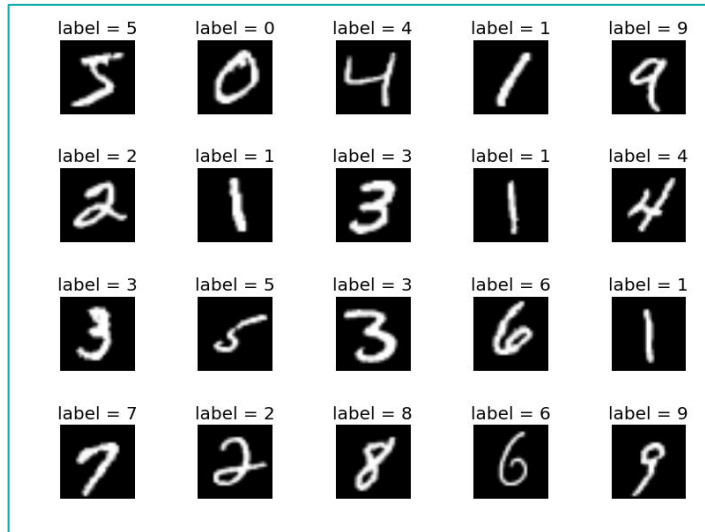 label = 5 label = 0 label = 4 label = 1 label = 9
5 0 4 1 9
label = 2 label = 1 label = 3 label = 1 label = 4
2 1 3 1 4
label = 3 label = 5 label = 3 label = 6 label = 1
3 5 3 6 1
label = 7 label = 2 label = 8 label = 6 label = 9
7 2 8 6 9